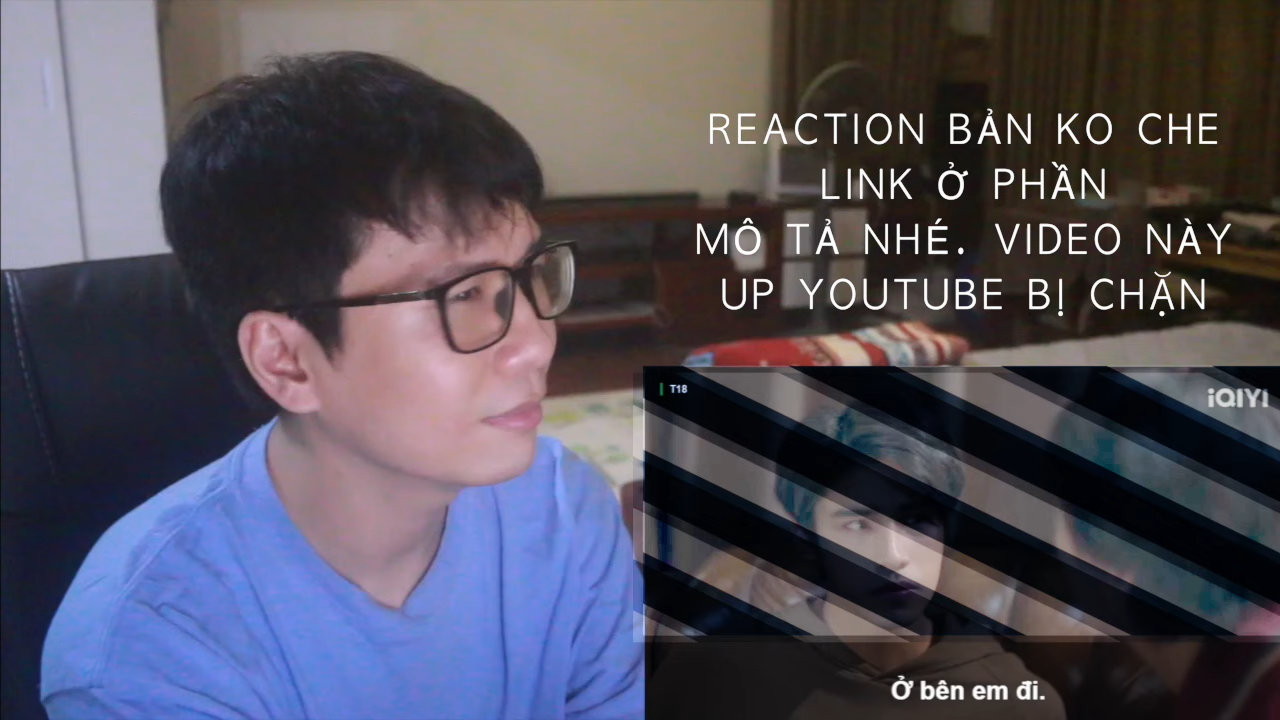 REACTION BẢN KO CHE
LINK Ở PHẦN
MÔ TẢ NHÉ. VIDEO NÀY
UP YOUTUBE BỊ CHẶN
T18
iQIYI
Ở bên em đi.